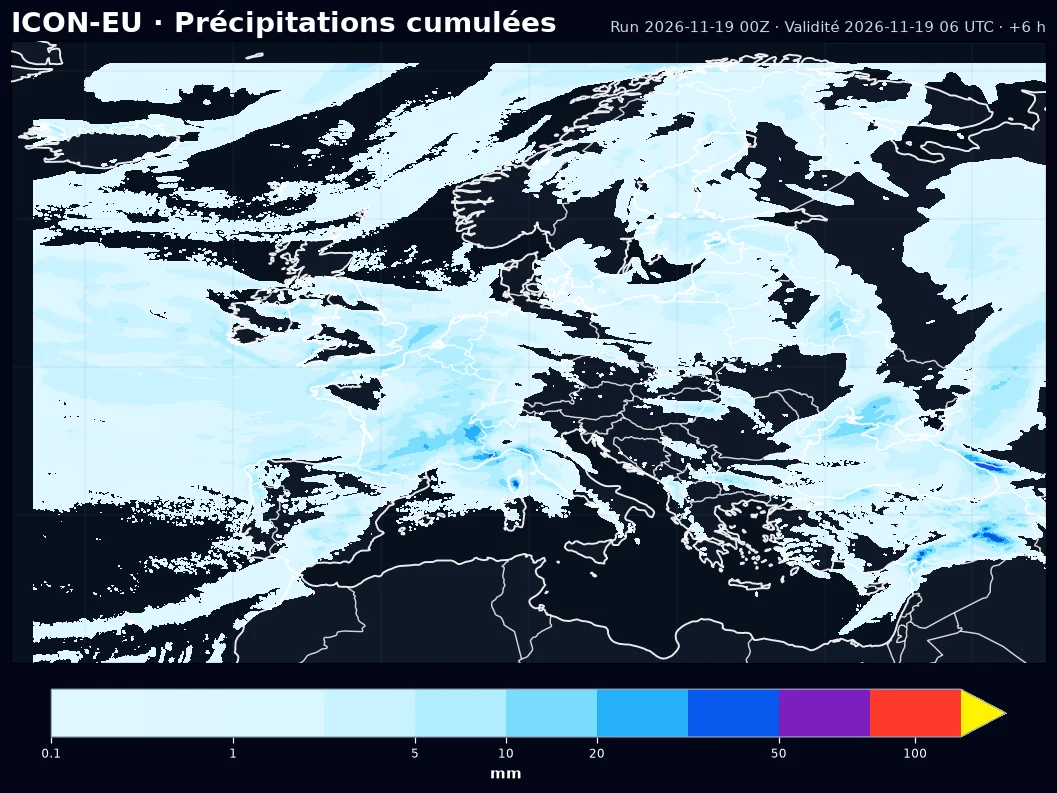 ICON-EU · Précipitations cumulées
Run 2026-11-19 00Z · Validité 2026-11-19 06 UTC · +6 h
0.1 1 5 10 20 50 100
mm